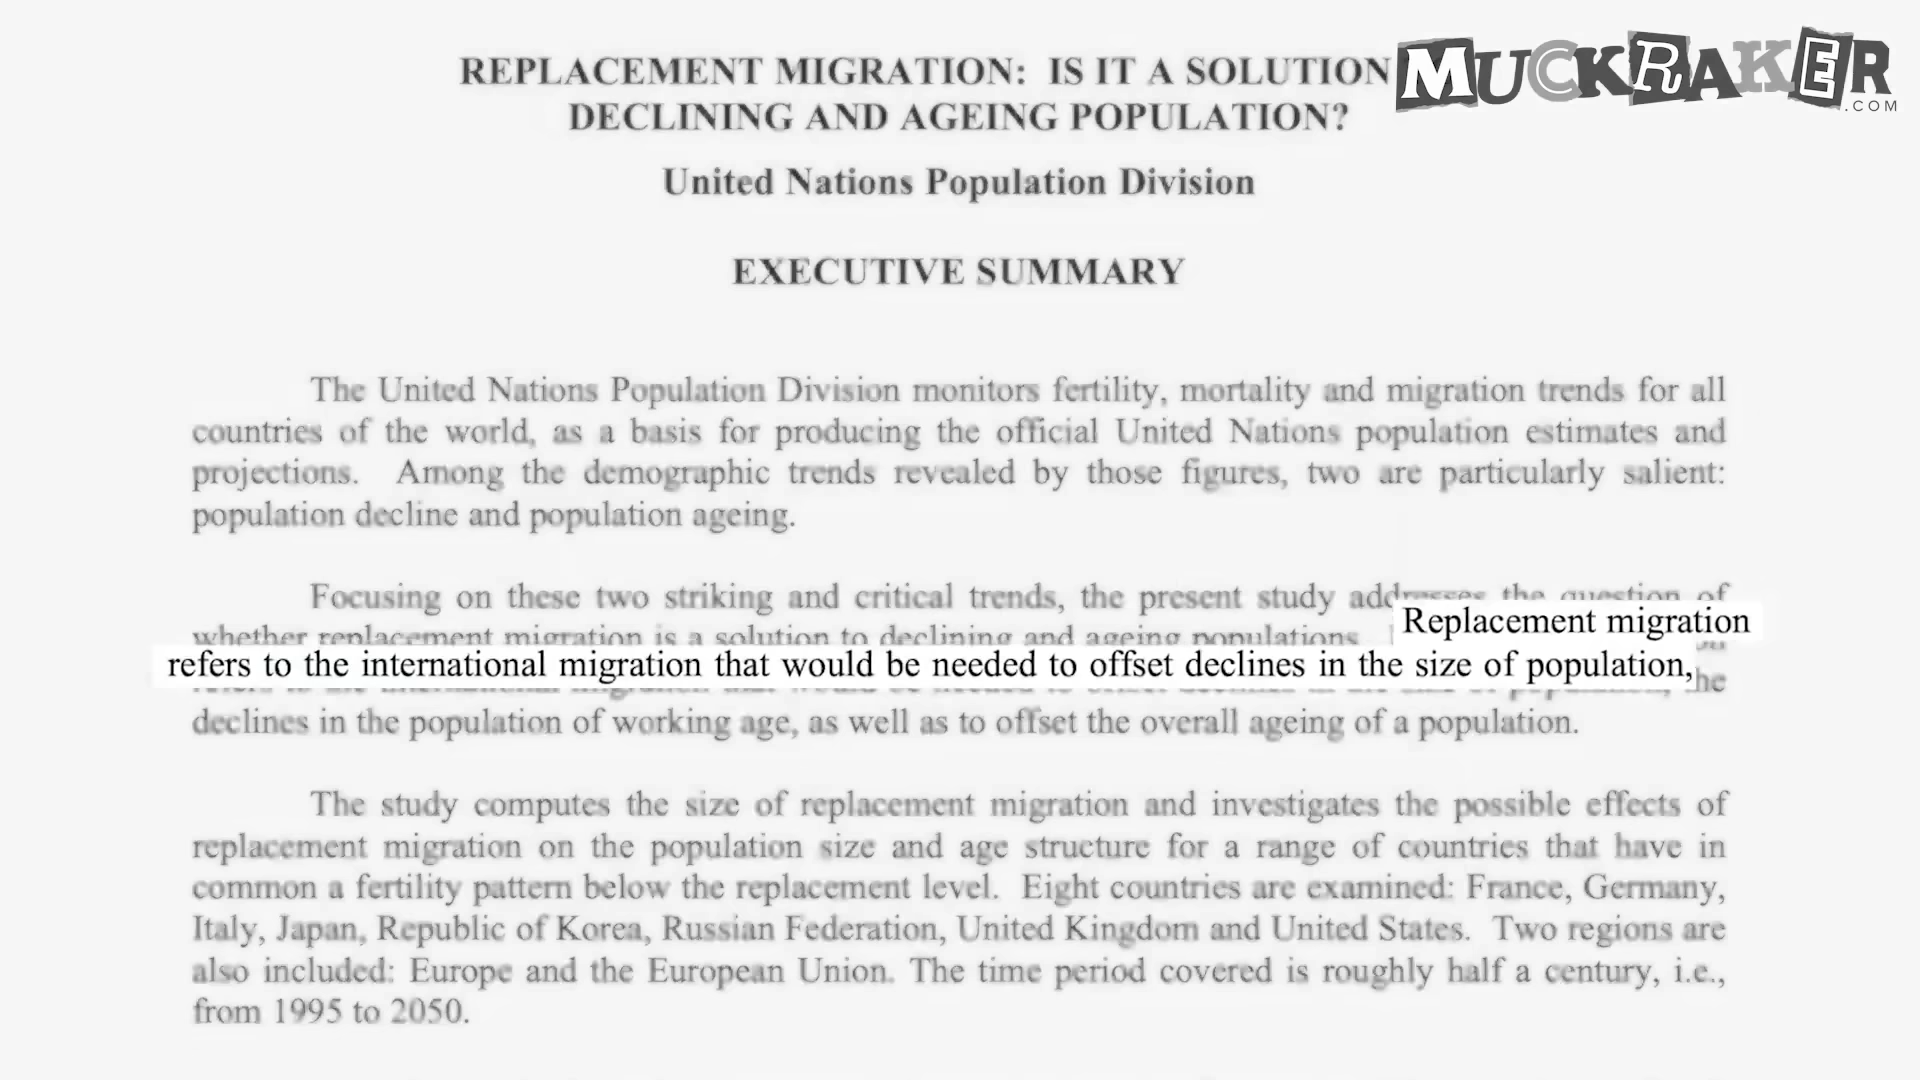 REPLACEMENT MIGRATION: IS IT A SOLUTION
DECLINING AND AGEING POPULATION?
MUCKRAKER
.COM
United Nations Population Division
EXECUTIVE SUMMARY
The United Nations Population Division monitors fertility, mortality and migration trends for all
countries of the world, as a basis for producing the official United Nations population estimates and
projections. Among the demographic trends revealed by those figures, two are particularly salient:
population decline and population ageing.
Focusing on these two striking and critical trends, the present study addresses the question of
whether replacement migration is a solution to declining and ageing populations.
Replacement migration
refers to the international migration that would be needed to offset declines in the size of population,
declines in the population of working age, as well as to offset the overall ageing of a population.
The study computes the size of replacement migration and investigates the possible effects of
replacement migration on the population size and age structure for a range of countries that have in
common a fertility pattern below the replacement level. Eight countries are examined: France, Germany,
Italy, Japan, Republic of Korea, Russian Federation, United Kingdom and United States. Two regions are
also included: Europe and the European Union. The time period covered is roughly half a century, i.e.,
from 1995 to 2050.